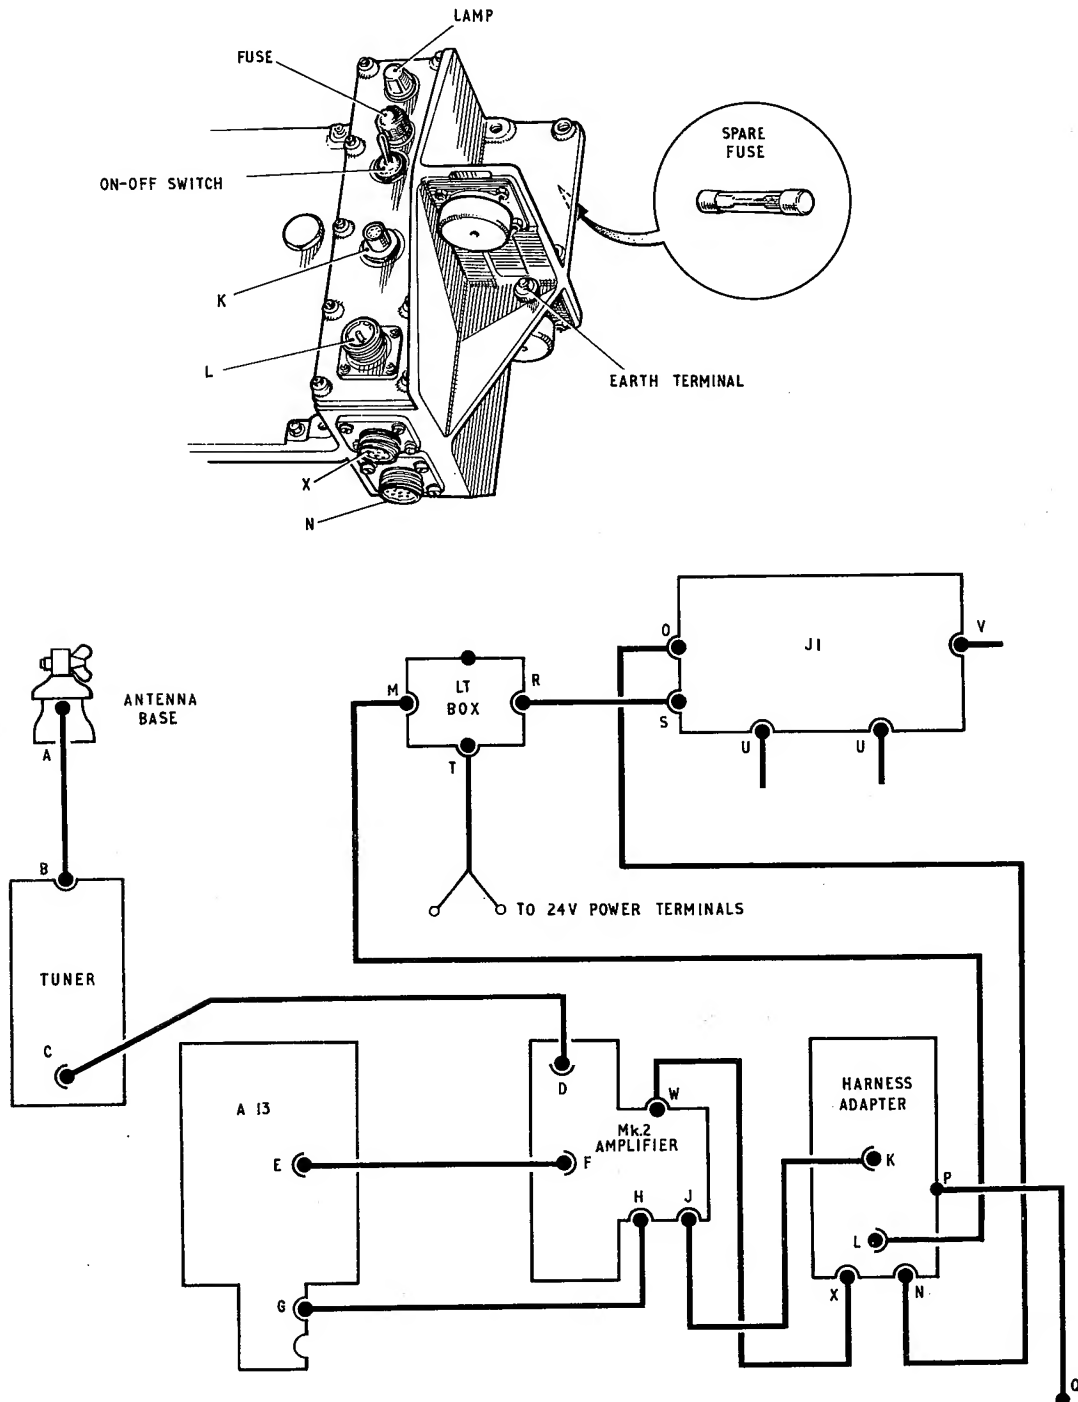 LAMP
FUSE
SPARE
FUSE
ON-OFF SWITCH
K
L
EARTH TERMINAL
X
N
O
J1
V
M
LT
BOX
R
S
U
U
T
ANTENNA
BASE
A
B
TO 24V POWER TERMINALS
TUNER
C
D
W
HARNESS
ADAPTER
A 13
Mk.2
AMPLIFIER
E
F
K
P
H
J
L
G
X
N
Q